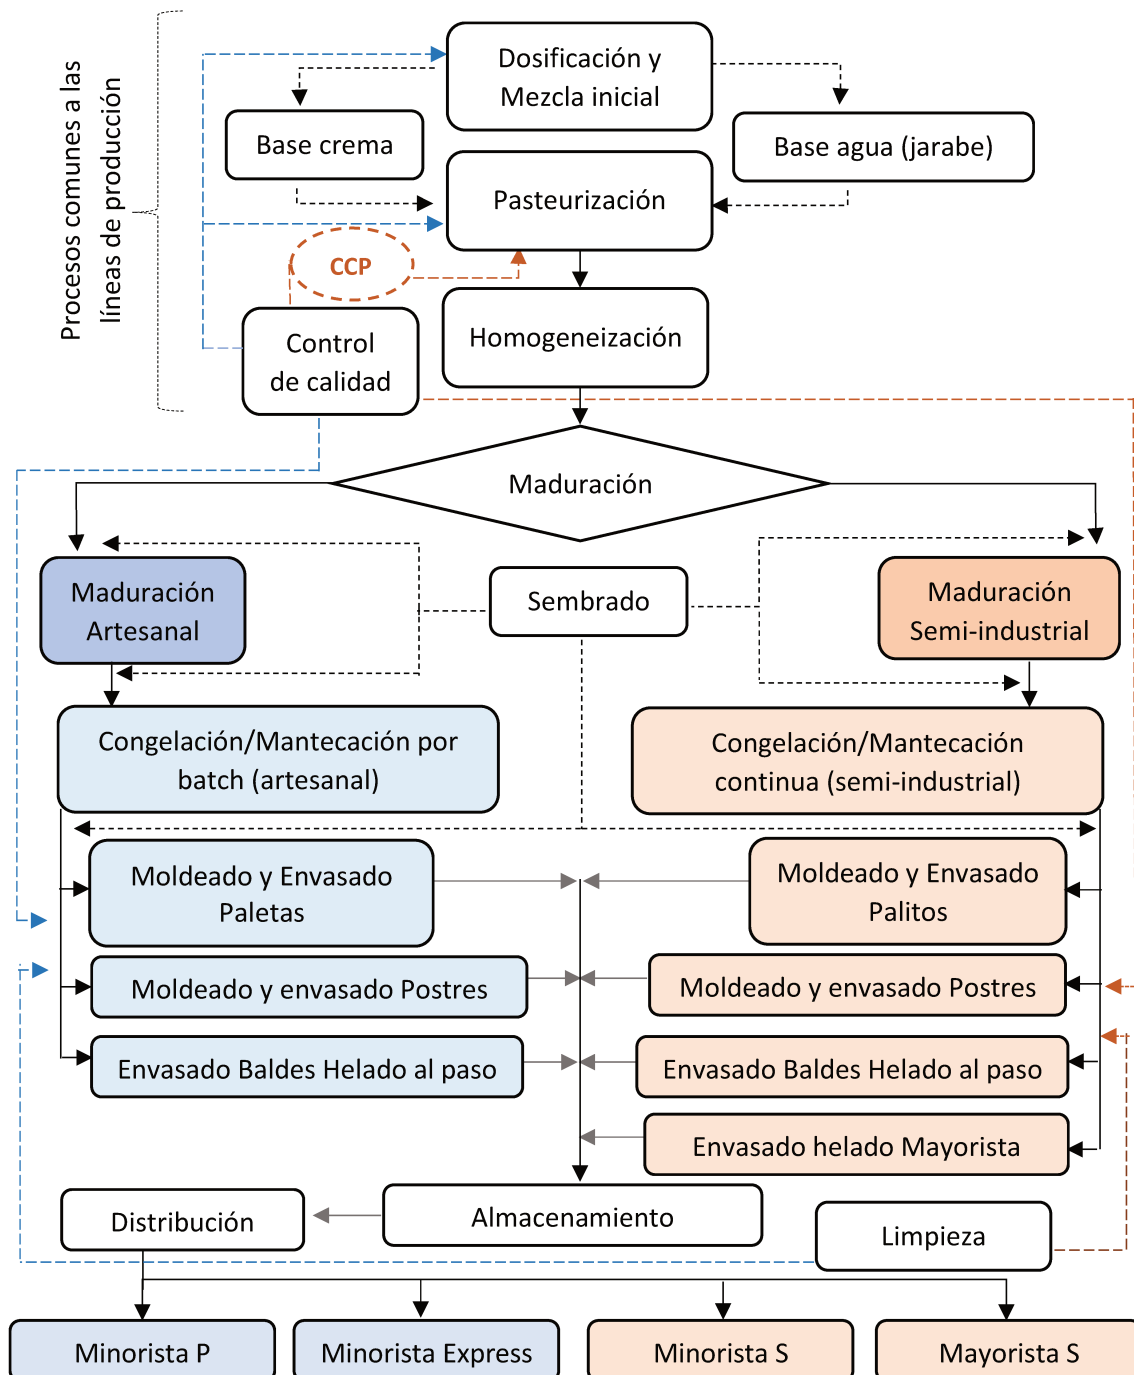 Procesos comunes a las
líneas de producción
Dosificación y
Mezcla inicial
Base crema
Base agua (jarabe)
Pasteurización
CCP
Homogeneización
Control
de calidad
Maduración
Maduración
Artesanal
Sembrado
Maduración
Semi-industrial
Congelación/Mantecación por
batch (artesanal)
Congelación/Mantecación
continua (semi-industrial)
Moldeado y Envasado
Paletas
Moldeado y Envasado
Palitos
Moldeado y envasado Postres
Moldeado y envasado Postres
Envasado Baldes Helado al paso
Envasado Baldes Helado al paso
Envasado helado Mayorista
Distribución
Almacenamiento
Limpieza
Minorista P
Minorista Express
Minorista S
Mayorista S